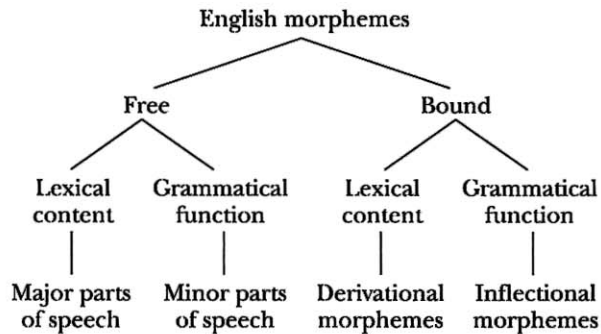 English morphemes
Free Bound
Lexical Grammatical Lexical Grammatical
content function content function
Major parts Minor parts Derivational Inflectional
of speech of speech morphemes morphemes